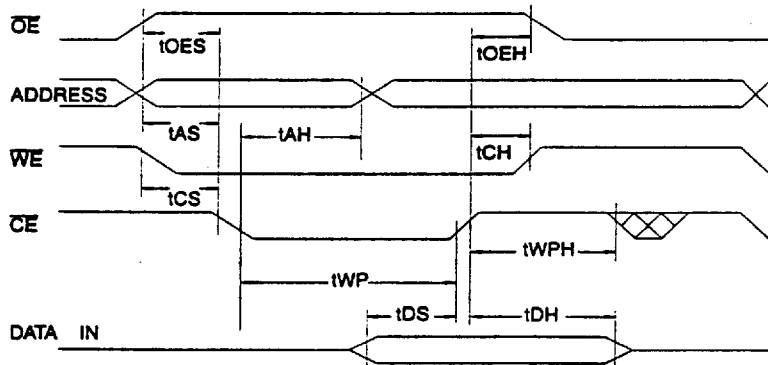 OE
tOES
tOEH
ADDRESS
tAS
tAH
tCH
WE
tCS
CE
tWPH
tWP
tDS
tDH
DATA IN